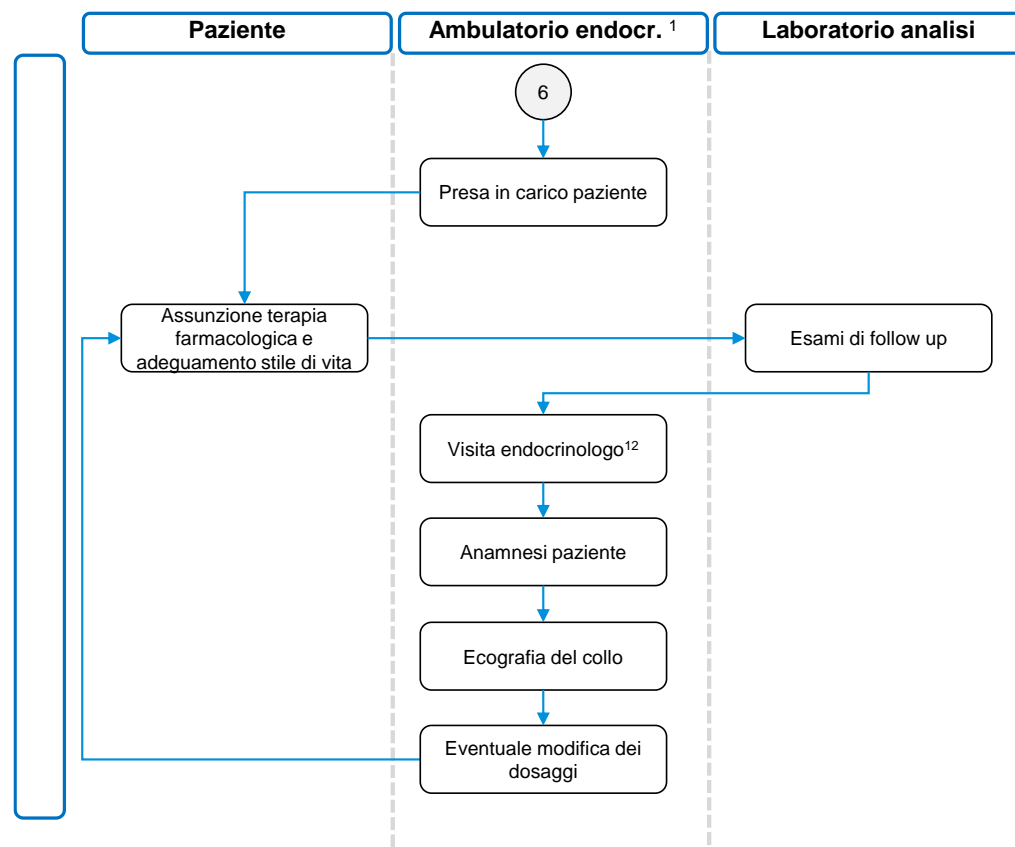 Paziente
Ambulatorio endocr. 1
Laboratorio analisi
6
Presa in carico paziente
Assunzione terapia
farmacologica e
adeguamento stile di vita
Esami di follow up
Visita endocrinologo12
Anamnesi paziente
Ecografia del collo
Eventuale modifica dei
dosaggi